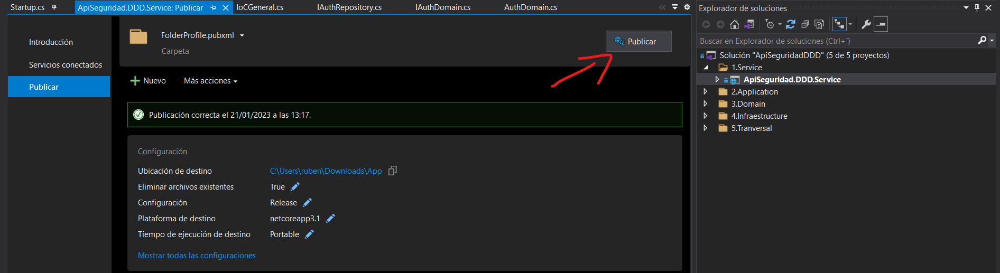 Startup.cs
ApiSeguridad.DDD.Service: Publicar
IoCGeneral.cs
IAuthRepository.cs
IAuthDomain.cs
AuthDomain.cs
Introducción
Servicios conectados
Publicar
FolderProfile.pubxml
Carpeta
Publicar
Nuevo
Más acciones
Publicación correcta el 21/01/2023 a las 13:17.
Configuración
Ubicación de destino C:\Users\ruben\Downloads\App
Eliminar archivos existentes True
Configuración Release
Plataforma de destino netcoreapp3.1
Tiempo de ejecución de destino Portable
Mostrar todas las configuraciones
Explorador de soluciones
Buscar en Explorador de soluciones (Ctrl+´)
Solución "ApiSeguridadDDD" (5 de 5 proyectos)
1.Service
ApiSeguridad.DDD.Service
2.Application
3.Domain
4.Infraestructure
5.Tranversal